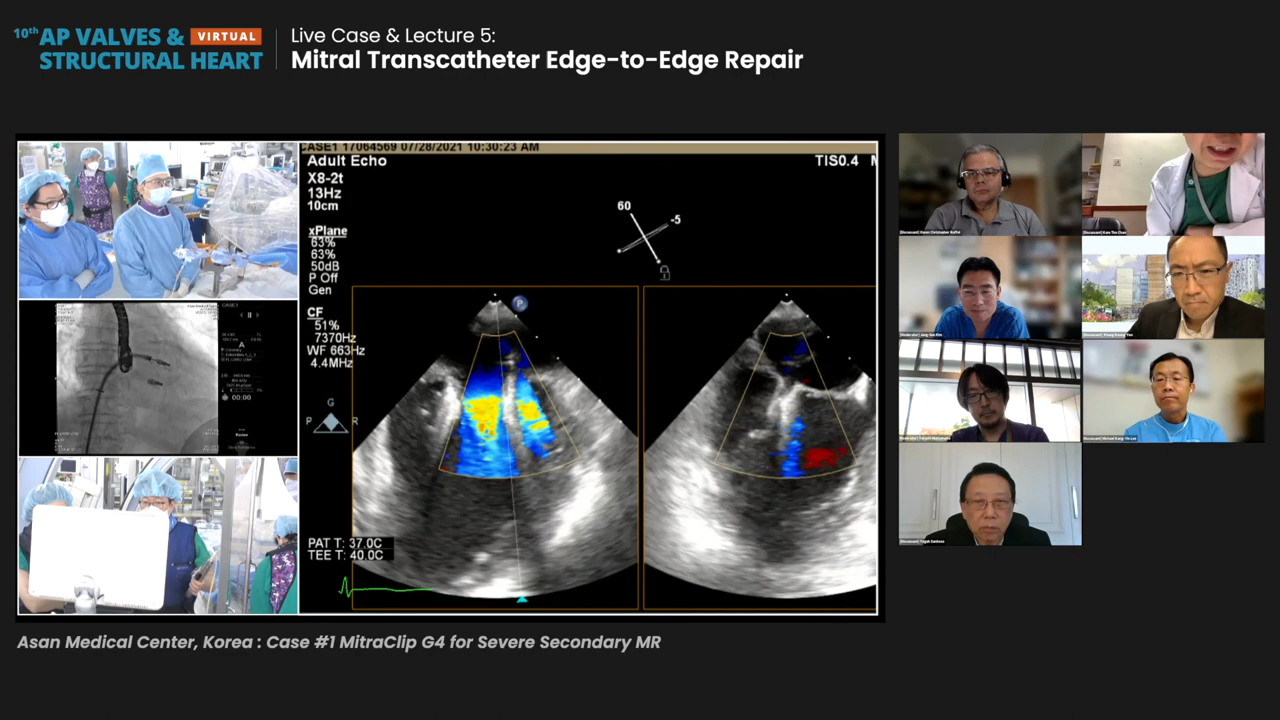 10th AP VALVES & VIRTUAL
STRUCTURAL HEART
Live Case & Lecture 5:
Mitral Transcatheter Edge-to-Edge Repair
CASE1 17064569 07/28/2021 10:30:23 AM
Adult Echo
TIS0.4
X8-2t
13Hz
10cm
60
-5
xPlane
63%
63%
50dB
P Off
Gen
P
CF
51%
7370Hz
WF 663Hz
4.4MHz
G
P R
00:00
PAT T: 37.0C
TEE T: 40.0C
Asan Medical Center, Korea : Case #1 MitraClip G4 for Severe Secondary MR